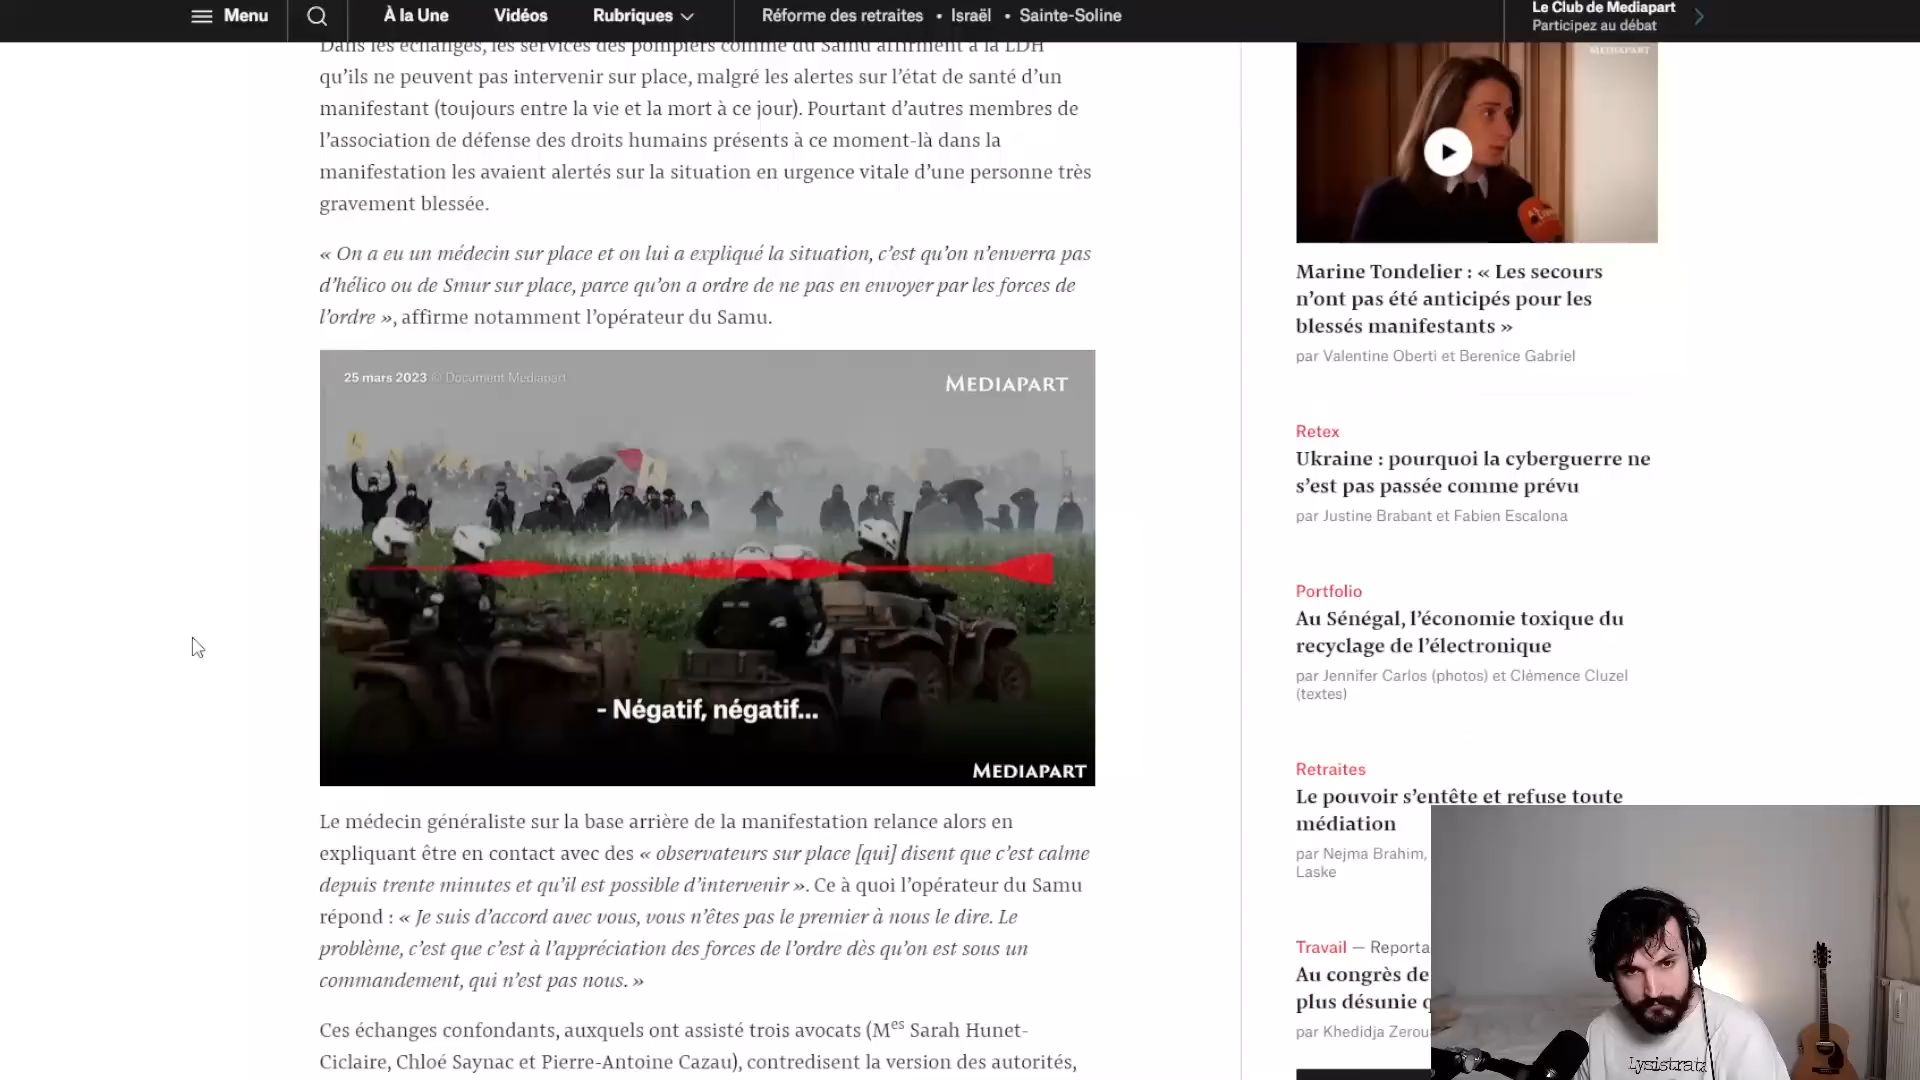 Menu
À la Une
Vidéos
Rubriques
Réforme des retraites • Israël • Sainte-Soline
Le Club de Mediapart
Participez au débat
Dans les échanges, les services des pompiers comme du Samu affirment à la LDH
qu’ils ne peuvent pas intervenir sur place, malgré les alertes sur l’état de santé d’un
manifestant (toujours entre la vie et la mort à ce jour). Pourtant d’autres membres de
l’association de défense des droits humains présents à ce moment-là dans la
manifestation les avaient alertés sur la situation en urgence vitale d’une personne très
gravement blessée.
« On a eu un médecin sur place et on lui a expliqué la situation, c’est qu’on n’enverra pas
d’hélico ou de Smur sur place, parce qu’on a ordre de ne pas en envoyer par les forces de
l’ordre », affirme notamment l’opérateur du Samu.
25 mars 2023 © Document Mediapart
MEDIAPART
- Négatif, négatif...
MEDIAPART
Le médecin généraliste sur la base arrière de la manifestation relance alors en
expliquant être en contact avec des « observateurs sur place [qui] disent que c’est calme
depuis trente minutes et qu’il est possible d’intervenir ». Ce à quoi l’opérateur du Samu
répond : « Je suis d’accord avec vous, vous n’êtes pas le premier à nous le dire. Le
problème, c’est que c’est à l’appréciation des forces de l’ordre dès qu’on est sous un
commandement, qui n’est pas nous. »
Ces échanges confondants, auxquels ont assisté trois avocats (Mes Sarah Hunet-
Ciclaire, Chloé Saynac et Pierre-Antoine Cazau), contredisent la version des autorités,
MEDIAPART
Marine Tondelier : « Les secours
n’ont pas été anticipés pour les
blessés manifestants »
par Valentine Oberti et Berenice Gabriel
Retex
Ukraine : pourquoi la cyberguerre ne
s’est pas passée comme prévu
par Justine Brabant et Fabien Escalona
Portfolio
Au Sénégal, l’économie toxique du
recyclage de l’électronique
par Jennifer Carlos (photos) et Clémence Cluzel
(textes)
Retraites
Le pouvoir s’entête et refuse toute
médiation
par Nejma Brahim,
Laske
Travail — Reporta
Au congrès de
plus désunie
par Khedidja Zerou
Lysistrata